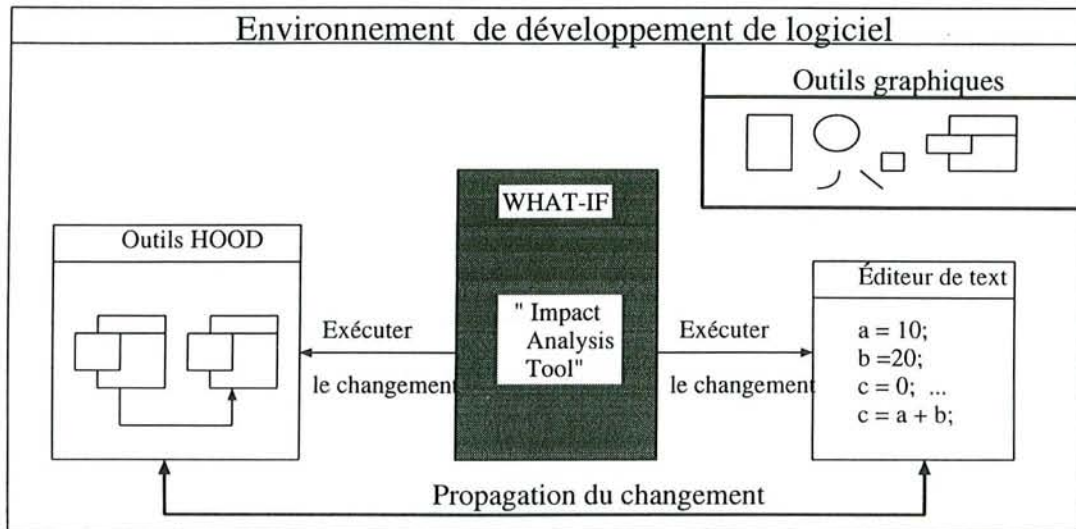 Environnement de développement de logiciel
Outils graphiques
WHAT-IF
Outils HOOD
Éditeur de text
" Impact
Analysis
Tool"
Exécuter
le changement
Exécuter
le changement
a = 10;
b =20;
c = 0; ...
c = a + b;
Propagation du changement